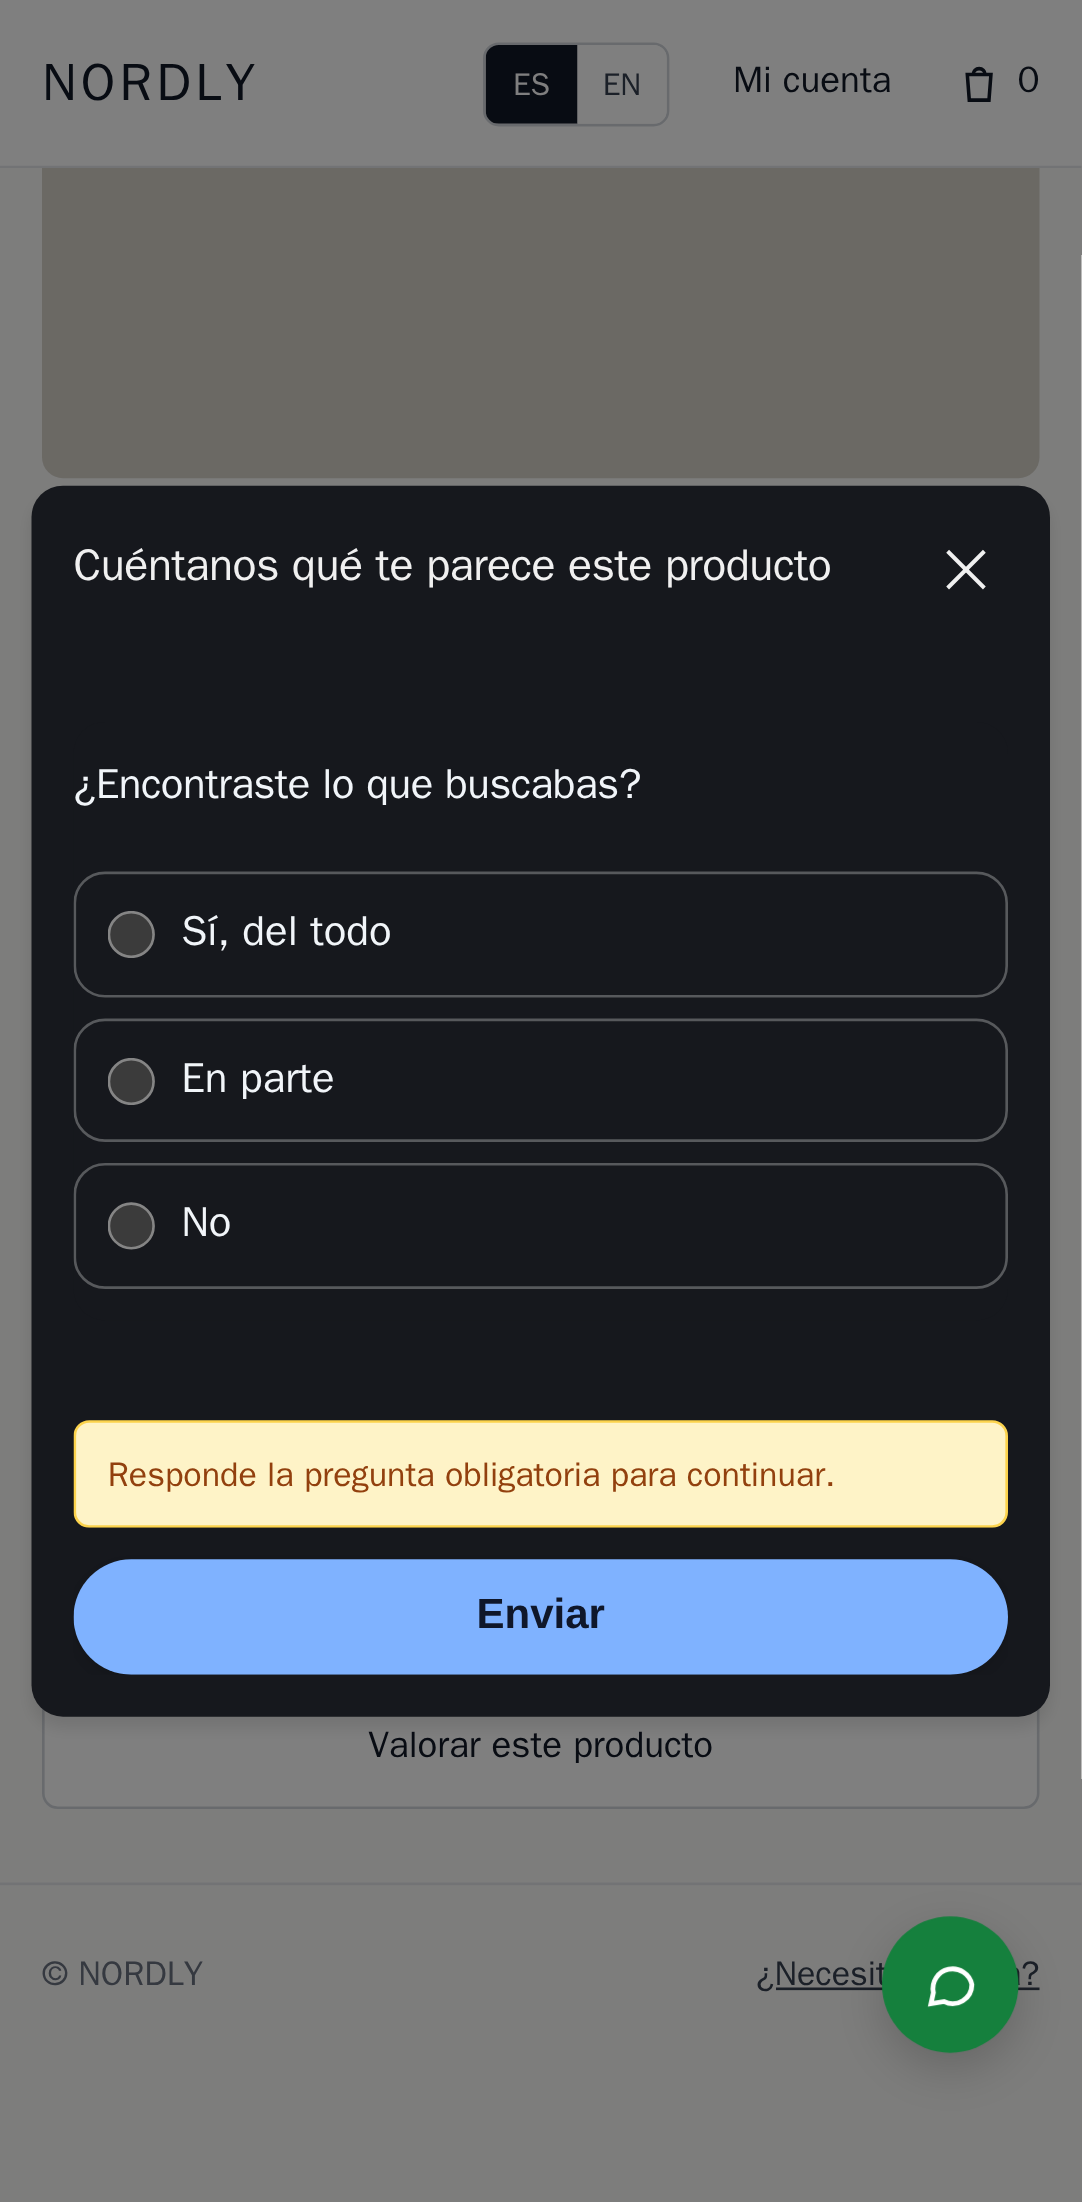 NORDLY
ES EN
Mi cuenta
0
Cuéntanos qué te parece este producto
¿Encontraste lo que buscabas?
Sí, del todo
En parte
No
Responde la pregunta obligatoria para continuar.
Enviar
Valorar este producto
© NORDLY